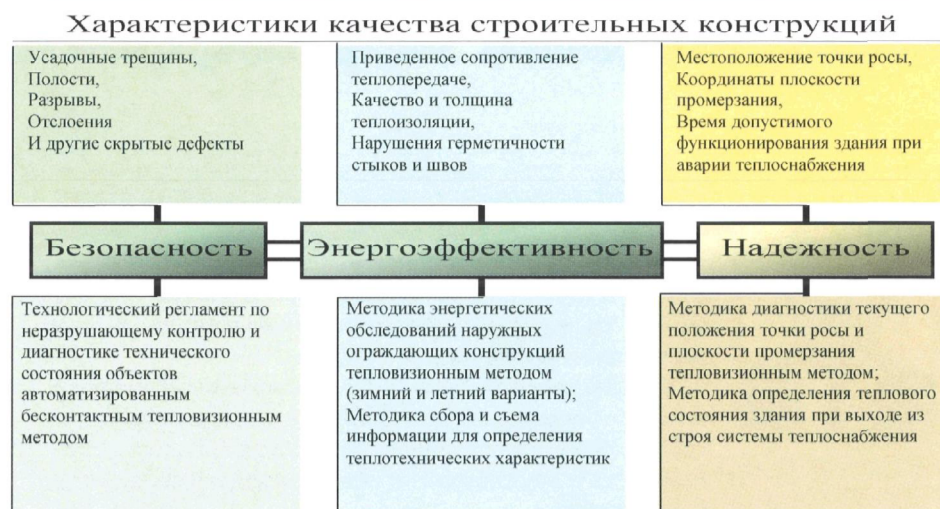 Характеристики качества строительных конструкций
Усадочные трещины,
Полости,
Разрывы,
Отслоения
И другие скрытые дефекты
Приведенное сопротивление
теплопередаче,
Качество и толщина
теплоизоляции,
Нарушения герметичности
стыков и швов
Местоположение точки росы,
Координаты плоскости
промерзания,
Время допустимого
функционирования здания при
аварии теплоснабжения
Безопасность
Энергоэффективность
Надежность
Технологический регламент по
неразрушающему контролю и
диагностике технического
состояния объектов
автоматизированным
бесконтактным тепловизионным
методом
Методика энергетических
обследований наружных
ограждающих конструкций
тепловизионным методом
(зимний и летний варианты);
Методика сбора и съема
информации для определения
теплотехнических характеристик
Методика диагностики текущего
положения точки росы и
плоскости промерзания
тепловизионным методом;
Методика определения теплового
состояния здания при выходе из
строя системы теплоснабжения